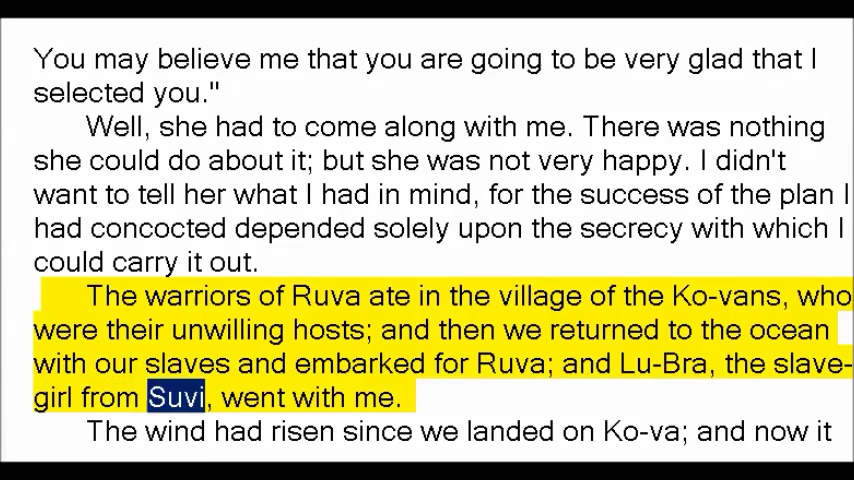 You may believe me that you are going to be very glad that I
selected you."
Well, she had to come along with me. There was nothing
she could do about it; but she was not very happy. I didn't
want to tell her what I had in mind, for the success of the plan I
had concocted depended solely upon the secrecy with which I
could carry it out.
The warriors of Ruva ate in the village of the Ko-vans, who
were their unwilling hosts; and then we returned to the ocean
with our slaves and embarked for Ruva; and Lu-Bra, the slave-
girl from Suvi, went with me.
The wind had risen since we landed on Ko-va; and now it